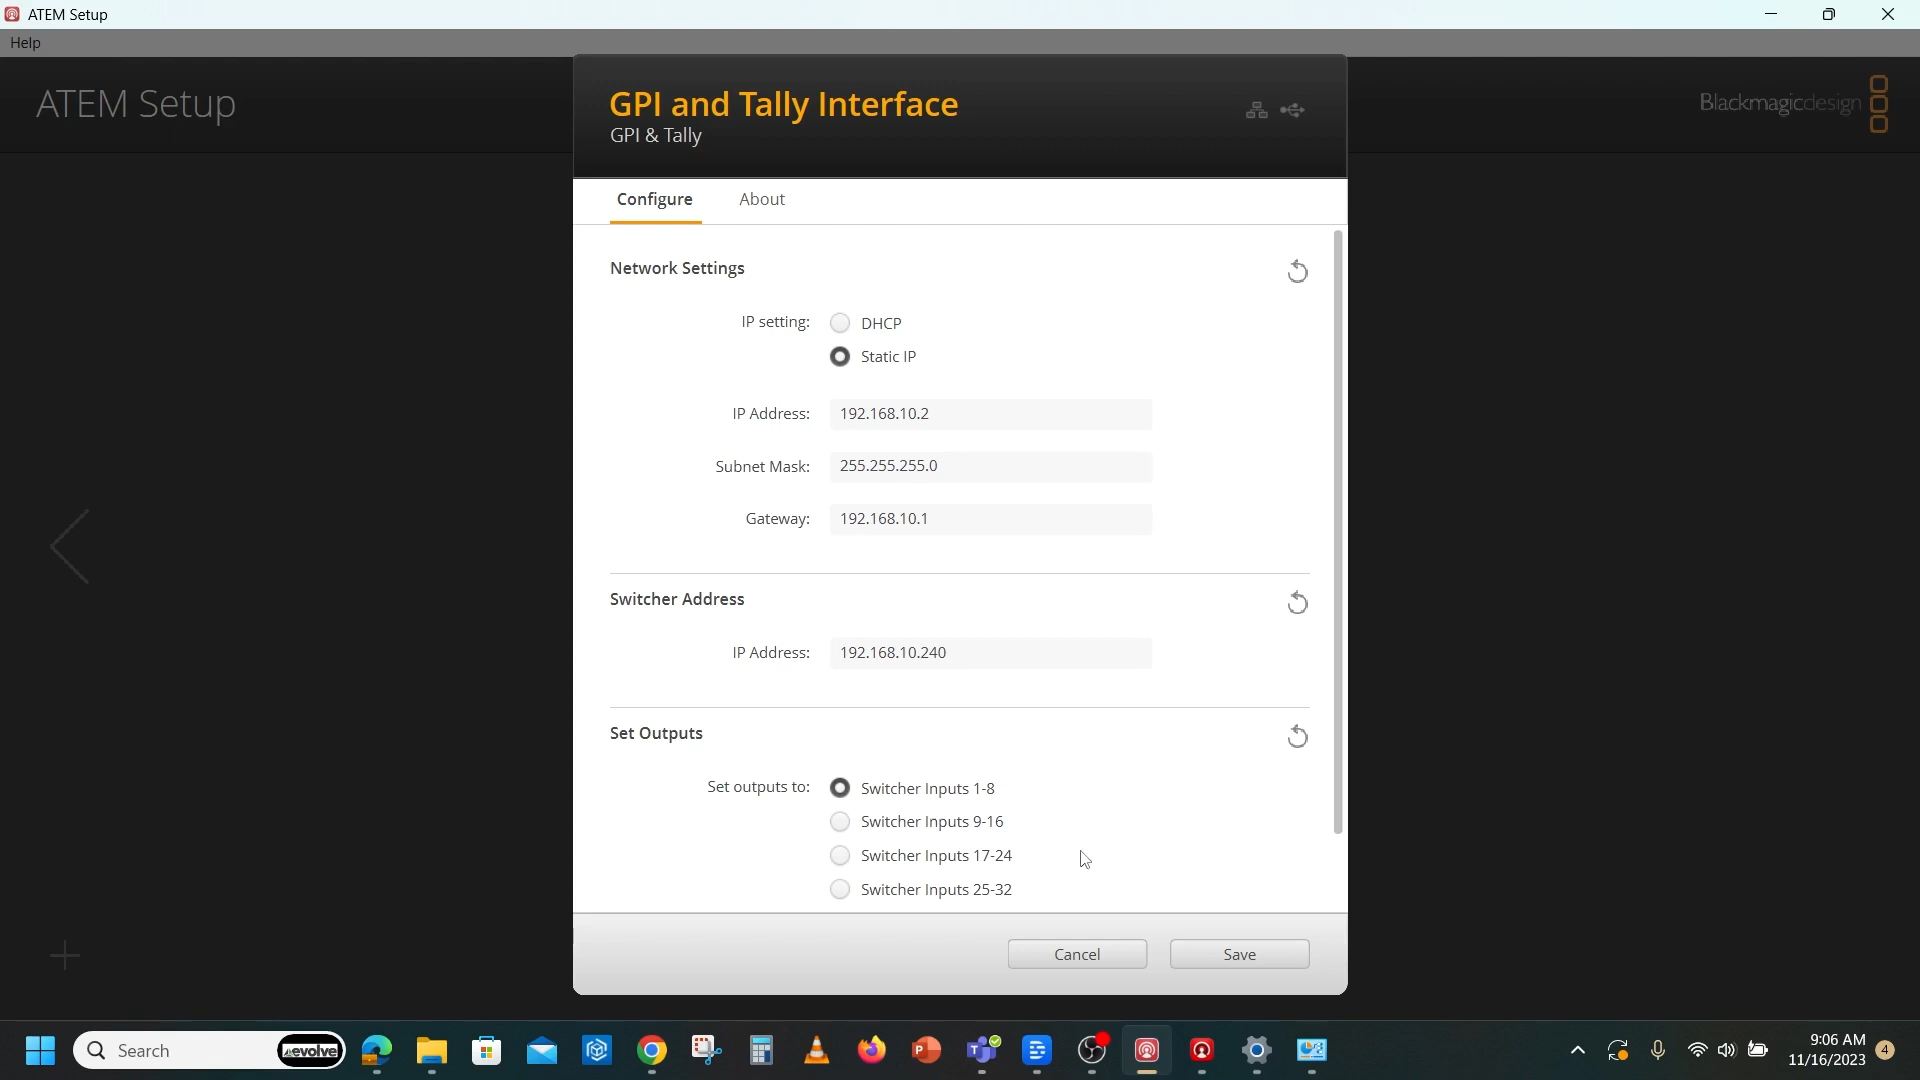 ATEM Setup
Help
ATEM Setup
Blackmagicdesign
GPI and Tally Interface
GPI & Tally
Configure
About
Network Settings
IP setting:
DHCP
Static IP
IP Address:
192.168.10.2
Subnet Mask:
255.255.255.0
Gateway:
192.168.10.1
Switcher Address
IP Address:
192.168.10.240
Set Outputs
Set outputs to:
Switcher Inputs 1-8
Switcher Inputs 9-16
Switcher Inputs 17-24
Switcher Inputs 25-32
Cancel
Save
Search
evolve
9:06 AM
11/16/2023
4